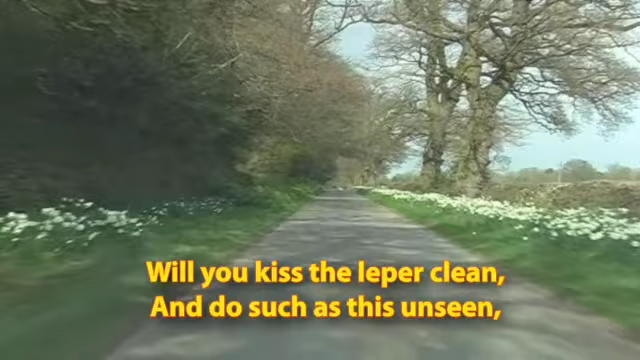 Will you kiss the leper clean,
And do such as this unseen,